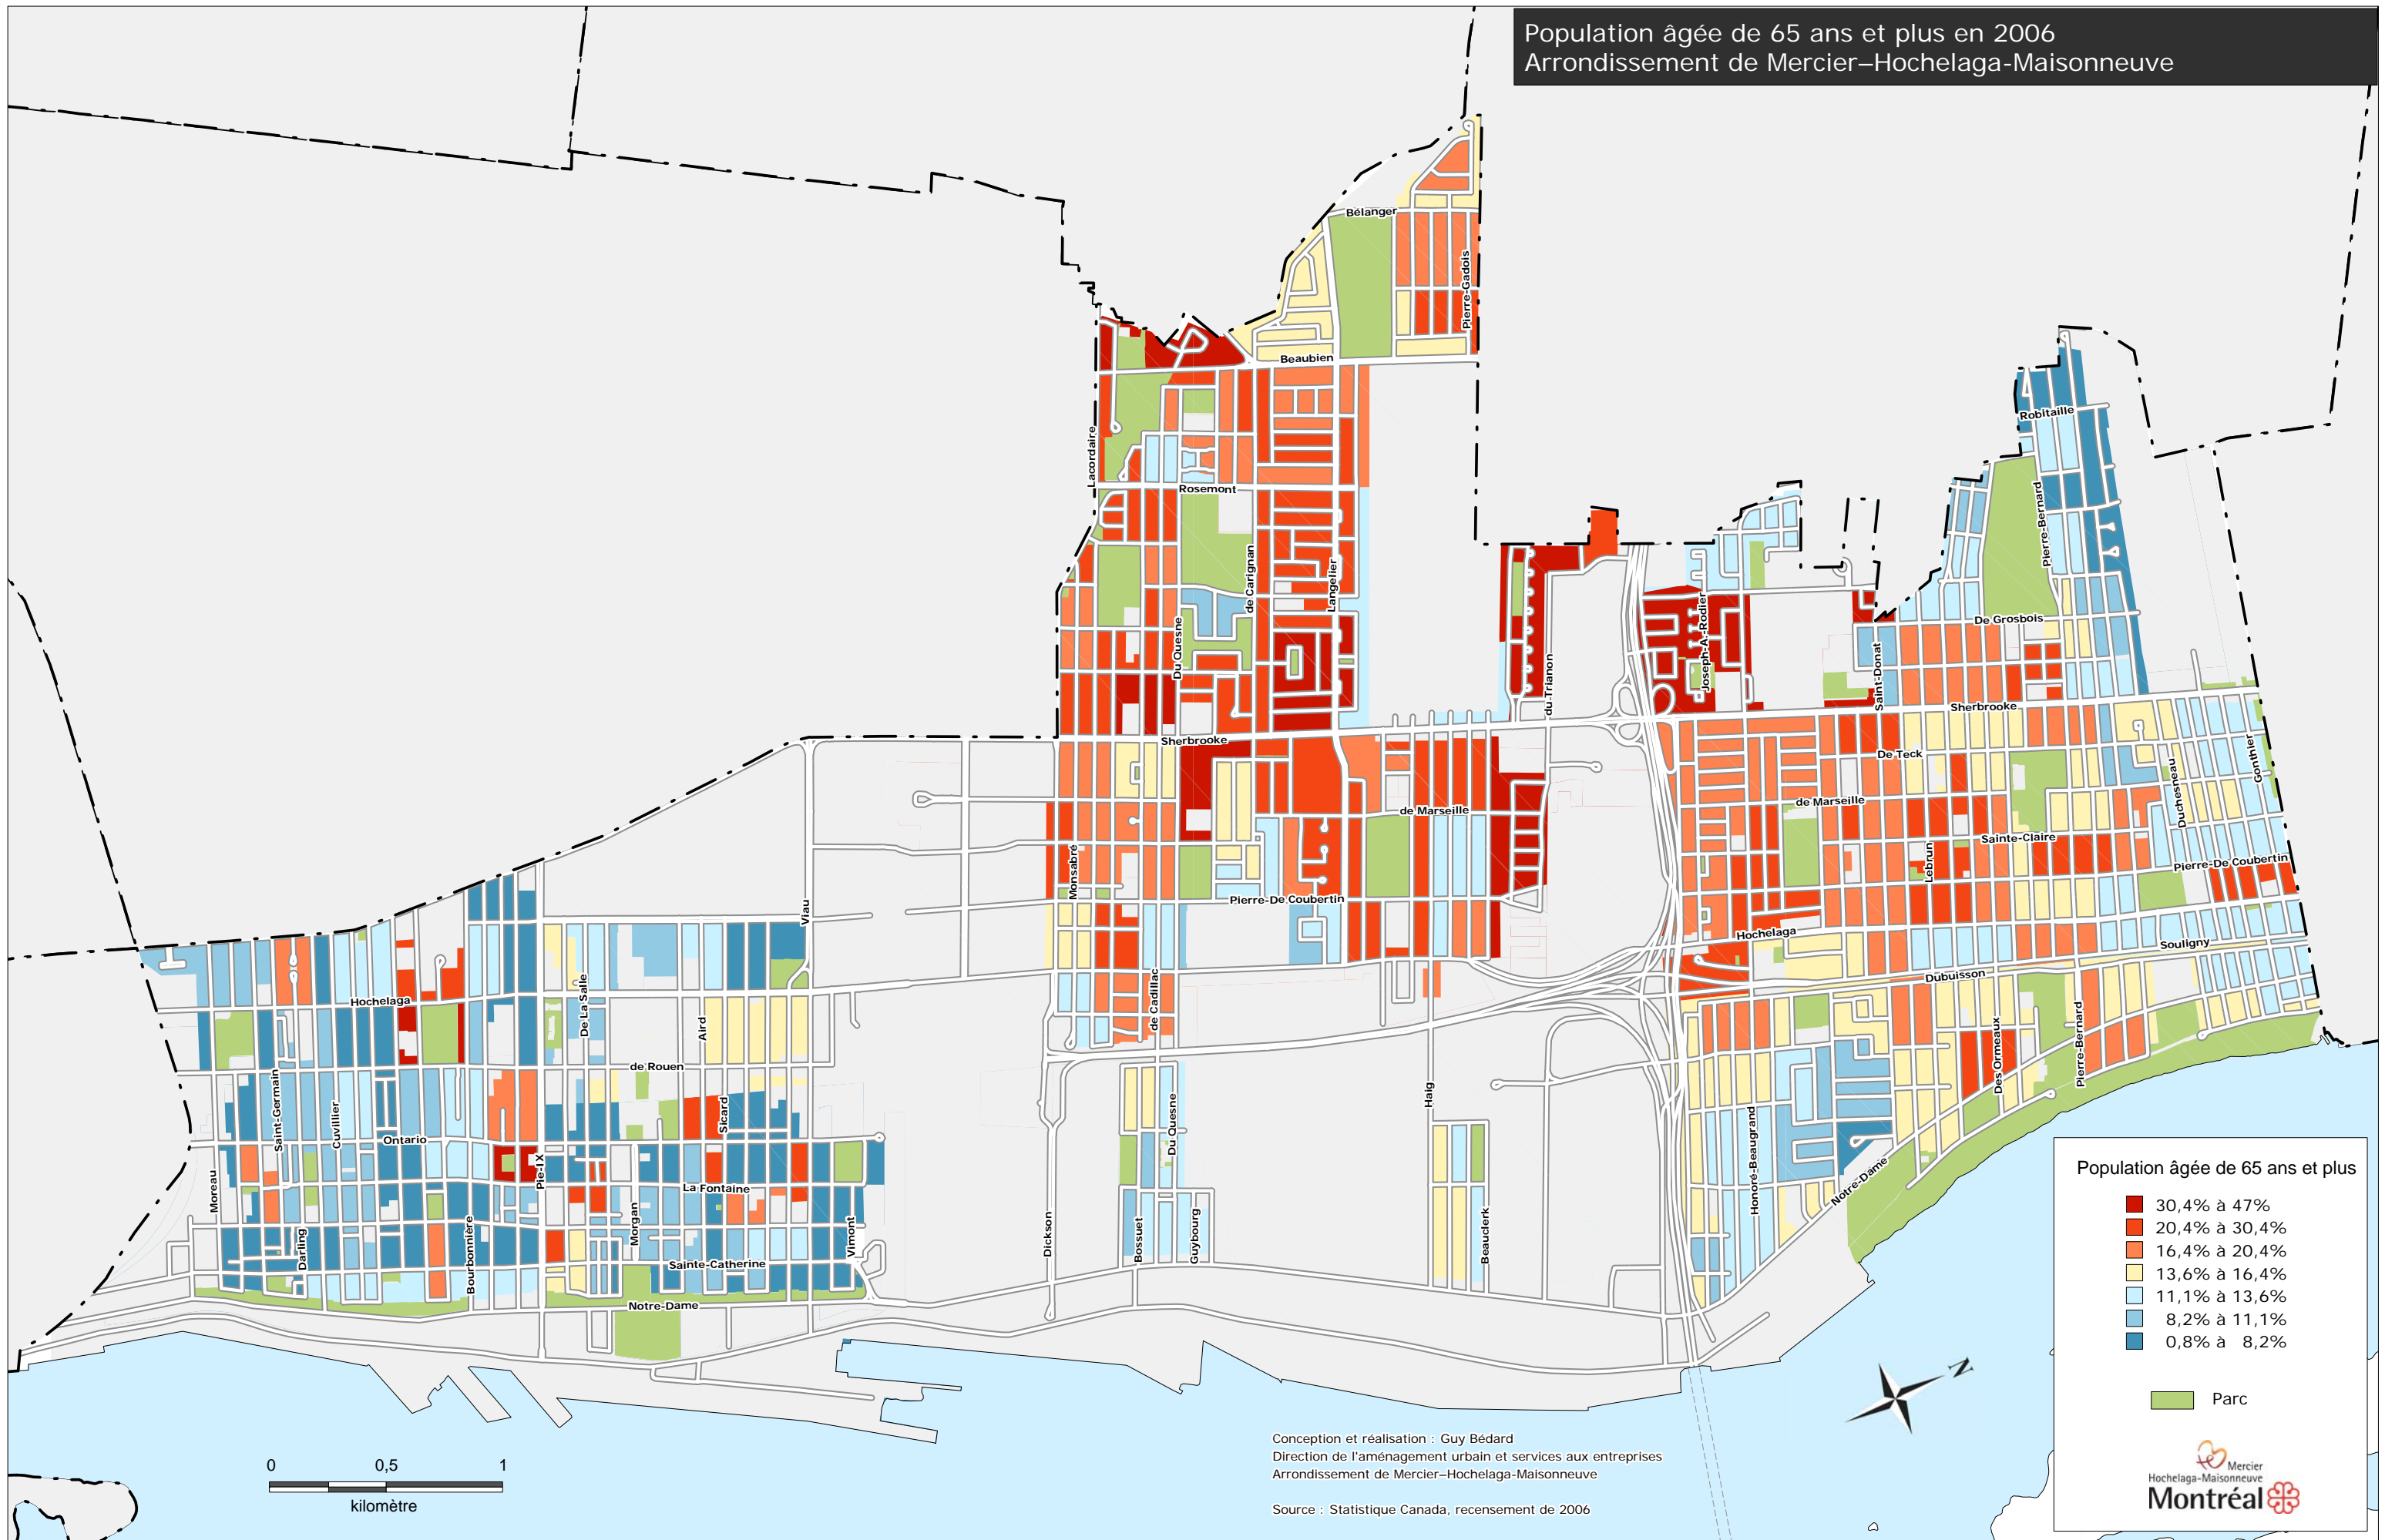 Population âgée de 65 ans et plus en 2006
Arrondissement de Mercier–Hochelaga-Maisonneuve
Bélanger
Pierre-Gadois
Beaubien
Lacordaire
Rosemont
de Carignan
Langelier
Du Quesne
Sherbrooke
du Trianon
Joseph-A.-Rodier
Saint-Donat
Robitaille
Pierre-Bernard
De Grosbois
Sherbrooke
De Teck
Gonthier
Duchesneau
de Marseille
de Marseille
Sainte-Claire
Lebrun
Pierre-De Coubertin
Monsabré
Pierre-De Coubertin
Viau
Hochelaga
Souligny
Dubuisson
de Cadillac
Hochelaga
De La Salle
Aird
de Rouen
Des Ormeaux
Pierre-Bernard
Saint-Germain
Cuvillier
Ontario
Sicard
Du Quesne
Haig
Honoré-Beaugrand
Notre-Dame
Moreau
Pie-IX
La Fontaine
Morgan
Darling
Bourbonnière
Vimont
Sainte-Catherine
Notre-Dame
Dickson
Bossuet
Guybourg
Beauclerk
Population âgée de 65 ans et plus
30,4% à 47%
20,4% à 30,4%
16,4% à 20,4%
13,6% à 16,4%
11,1% à 13,6%
8,2% à 11,1%
0,8% à 8,2%
Parc
Mercier
Hochelaga-Maisonneuve
Montréal
N
0 0,5 1
kilomètre
Conception et réalisation : Guy Bédard
Direction de l'aménagement urbain et services aux entreprises
Arrondissement de Mercier–Hochelaga-Maisonneuve
Source : Statistique Canada, recensement de 2006